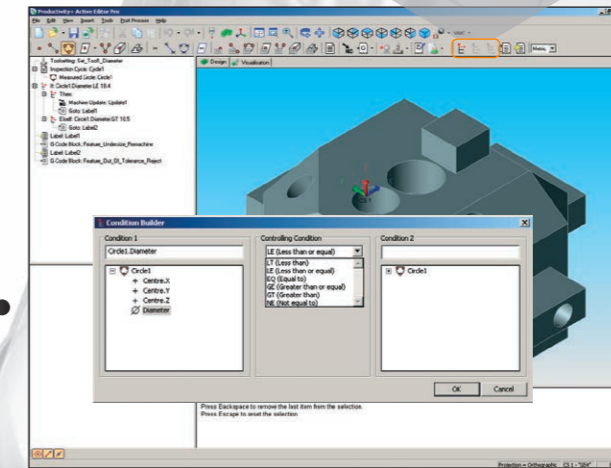 Productivity+ Active Editor Pro
File Edit View Insert Tools Post Process Help
Metric
Design
Visualisation
Toolsetting: Set_Tool1_Diameter
Inspection Cycle: Cycle1
Measured Circle: Circle1
If: Circle1.Diameter LE 10.4
Then:
Machine Update: Update1
Goto: Label1
ElseIf: Circle1.Diameter GT 10.5
Goto: Label2
Label: Label1
G-Code Block: Feature_Undersize_Remachine
Label: Label2
G-Code Block: Feature_Out_Of_Tolerance_Reject
CS 1
Condition Builder
Condition 1
Controlling Condition
Condition 2
Circle1.Diameter
LE (Less than or equal)
LT (Less than)
LE (Less than or equal)
EQ (Equal to)
GE (Greater than or equal)
GT (Greater than)
NE (Not equal to)
Circle1
Centre.X
Centre.Y
Centre.Z
Diameter
Circle1
OK
Cancel
Press Backspace to remove the last item from the selection.
Press Escape to reset the selection
Projection = Orthographic CS 1 - "G54"